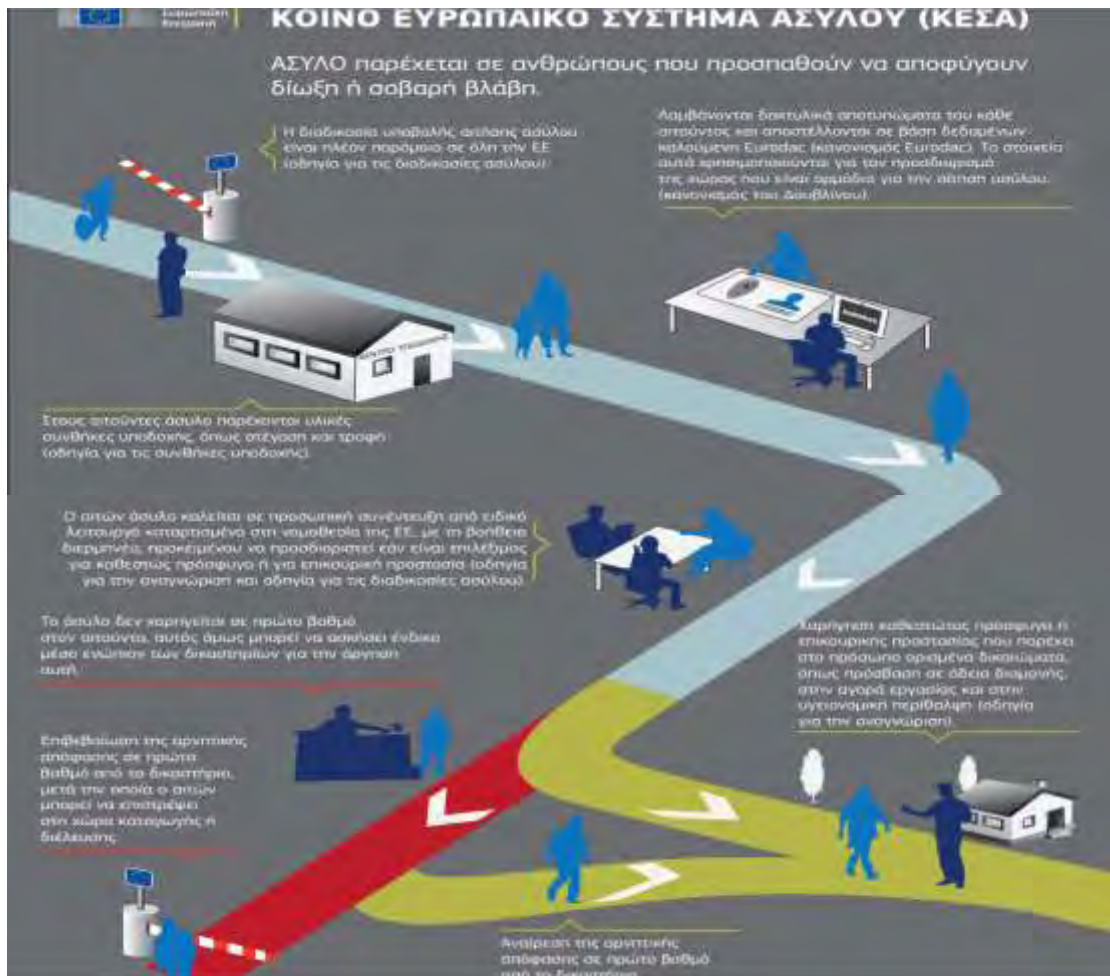 Ευρωπαϊκή
Επιτροπή
ΚΟΙΝΟ ΕΥΡΩΠΑΪΚΟ ΣΥΣΤΗΜΑ ΑΣΥΛΟΥ (ΚΕΣΑ)
ΑΣΥΛΟ παρέχεται σε ανθρώπους που προσπαθούν να αποφύγουν
δίωξη ή σοβαρή βλάβη.
Η διαδικασία υποβολής αιτήσης ασύλου
είναι πλέον παρόμοια σε όλη την ΕΕ
(οδηγία για τις διαδικασίες ασύλου).
Λαμβάνονται δακτυλικά αποτυπώματα του κάθε
αιτούντος και αποστέλλονται σε βάση δεδομένων
καλούμενη Eurodac (κανονισμός Eurodac). Τα στοιχεία
αυτά χρησιμοποιούνται για τον προσδιορισμό
της χώρας που είναι αρμόδια για την αίτηση ασύλου.
(κανονισμός του Δουβλίνου).
Στους αιτούντες άσυλο παρέχονται υλικές
συνθήκες υποδοχής, όπως στέγαση και τροφή
(οδηγία για τις συνθήκες υποδοχής).
Ο αιτών άσυλο καλείται σε προσωπική συνέντευξη από ειδικό
λειτουργό καταρτισμένο στη νομοθεσία της ΕΕ, με τη βοήθεια
διερμηνέα, προκειμένου να προσδιοριστεί εάν είναι επιλέξιμος
για καθεστώς πρόσφυγα ή για επικουρική προστασία (οδηγία
για την αναγνώριση και οδηγία για τις διαδικασίες ασύλου).
Το άσυλο δεν χορηγείται σε πρώτο βαθμό
στον αιτούντα, αυτός όμως μπορεί να ασκήσει ένδικο
μέσο ενώπιον των δικαστηρίων για την άρνηση
αυτή.
Χορήγηση καθεστώτος πρόσφυγα ή
επικουρικής προστασίας που παρέχει
στο πρόσωπο ορισμένα δικαιώματα,
όπως πρόσβαση σε άδεια διαμονής,
στην αγορά εργασίας και στην
υγειονομική περίθαλψη (οδηγία
για την αναγνώριση).
Επιβεβαίωση της αρνητικής
απόφασης σε πρώτο
βαθμό από το δικαστήριο,
μετά την οποία ο αιτών
μπορεί να επιστρέψει
στη χώρα καταγωγής ή
διέλευσης.
Αναίρεση της αρνητικής
απόφασης σε πρώτο βαθμό
από το δικαστήριο